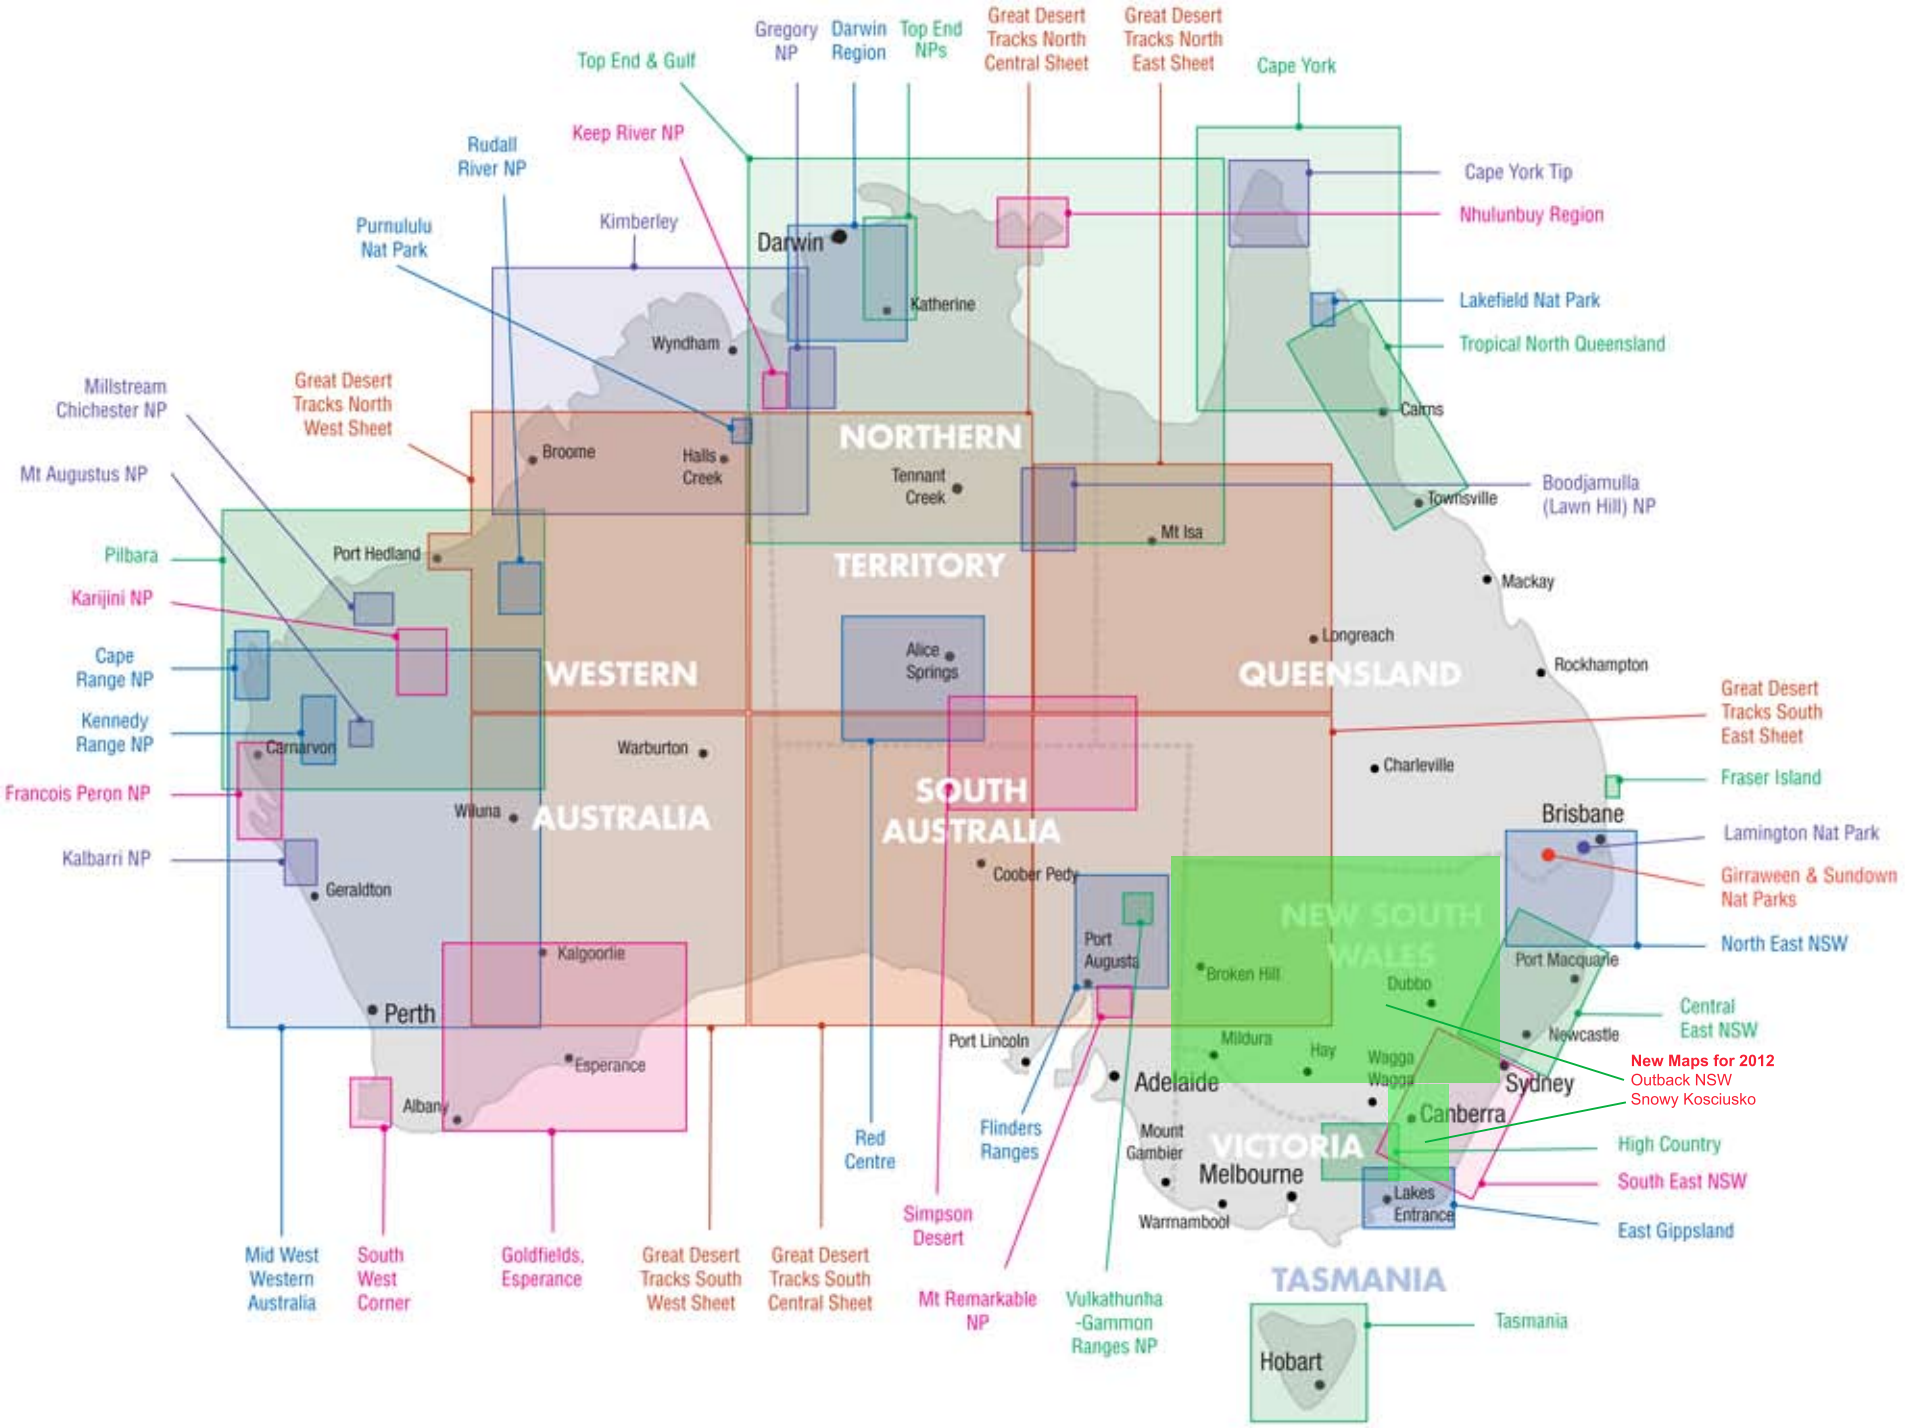 Great Desert
Tracks North
Central Sheet
Great Desert
Tracks North
East Sheet
Gregory
NP
Darwin
Region
Top End
NPs
Top End & Gulf
Cape York
Keep River NP
Rudall
River NP
Cape York Tip
Nhulunbuy Region
Purnululu
Nat Park
Kimberley
Darwin
Katherine
Lakefield Nat Park
Tropical North Queensland
Wyndham
Millstream
Chichester NP
Great Desert
Tracks North
West Sheet
Cairns
NORTHERN
Broome
Halls
Creek
Tennant
Creek
Mt Augustus NP
Boodjamulla
(Lawn Hill) NP
Townsville
Mt Isa
Pilbara
Port Hedland
TERRITORY
Mackay
Karijini NP
Longreach
Alice
Springs
Cape
Range NP
WESTERN
QUEENSLAND
Rockhampton
Great Desert
Tracks South
East Sheet
Kennedy
Range NP
Carnarvon
Warburton
Charleville
Fraser Island
Francois Peron NP
SOUTH
AUSTRALIA
Wiluna
AUSTRALIA
Brisbane
Lamington Nat Park
Kalbarri NP
Geraldton
Coober Pedy
Girraween & Sundown
Nat Parks
NEW SOUTH
WALES
Port
Augusta
North East NSW
Kalgoorlie
Port Macquarie
Broken Hill
Dubbo
Perth
Central
East NSW
Newcastle
Port Lincoln
Mildura
Hay
Wagga
Wagga
New Maps for 2012
Outback NSW
Snowy Kosciusko
Esperance
Adelaide
Sydney
Albany
Canberra
Flinders
Ranges
Red
Centre
Mount
Gambier
VICTORIA
High Country
Melbourne
South East NSW
Lakes
Entrance
Warrnambool
East Gippsland
Simpson
Desert
Mid West
Western
Australia
South
West
Corner
Goldfields,
Esperance
Great Desert
Tracks South
West Sheet
Great Desert
Tracks South
Central Sheet
Mt Remarkable
NP
Vulkathunha
-Gammon
Ranges NP
TASMANIA
Tasmania
Hobart